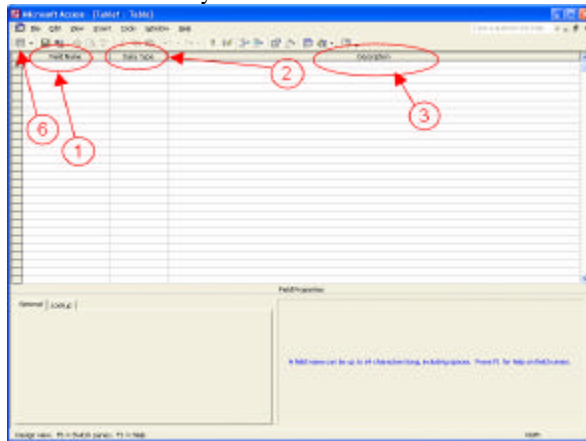 Microsoft Access - [Table1 : Table]
File Edit View Insert Tools Window Help
Field Name Data Type Description
2
3
6
1
Field Properties
General Lookup
A field name can be up to 64 characters long, including spaces. Press F1 for help on field names.
Design view. F6 = Switch panes. F1 = Help.
NUM